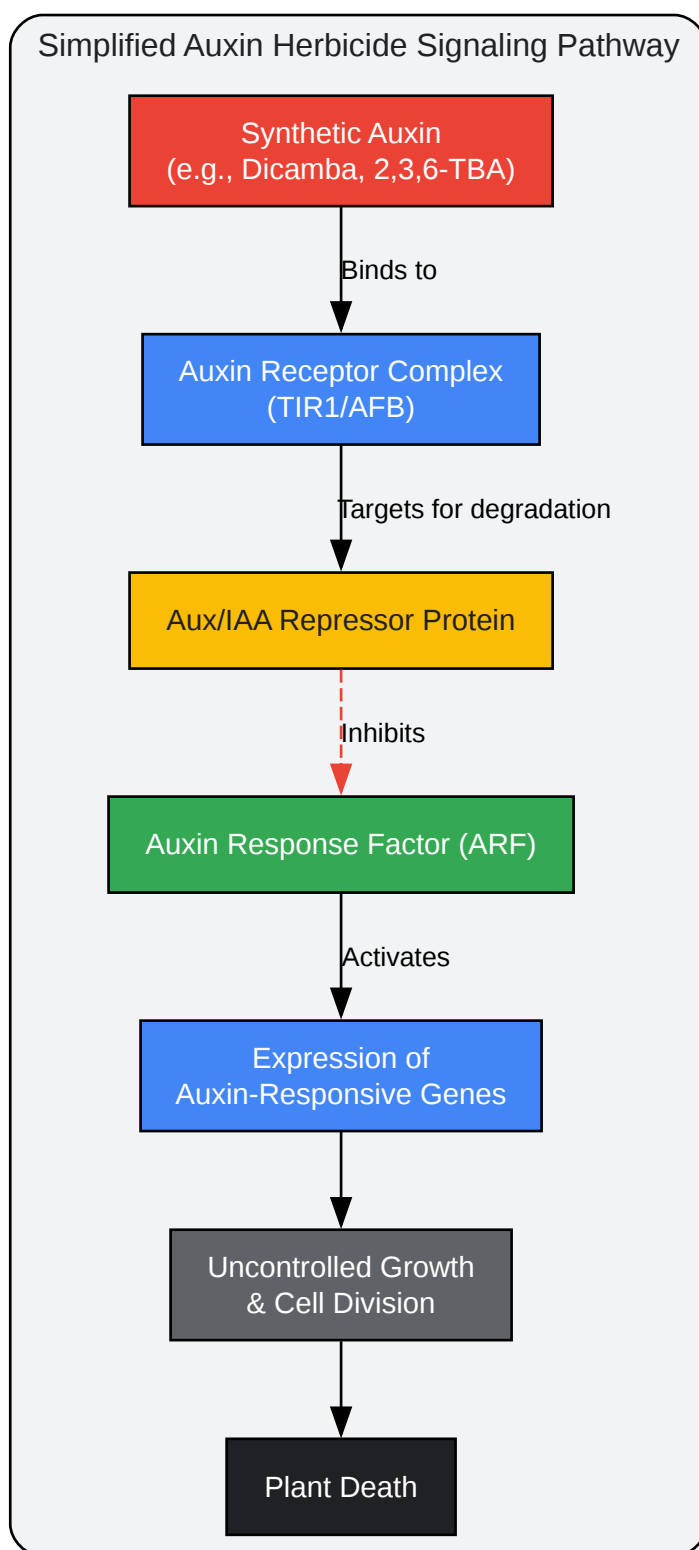 Simplified Auxin Herbicide Signaling Pathway
Synthetic Auxin
(e.g., Dicamba, 2,3,6-TBA)
Binds to
Auxin Receptor Complex
(TIR1/AFB)
Targets for degradation
Aux/IAA Repressor Protein
Inhibits
Auxin Response Factor (ARF)
Activates
Expression of
Auxin-Responsive Genes
Uncontrolled Growth
& Cell Division
Plant Death